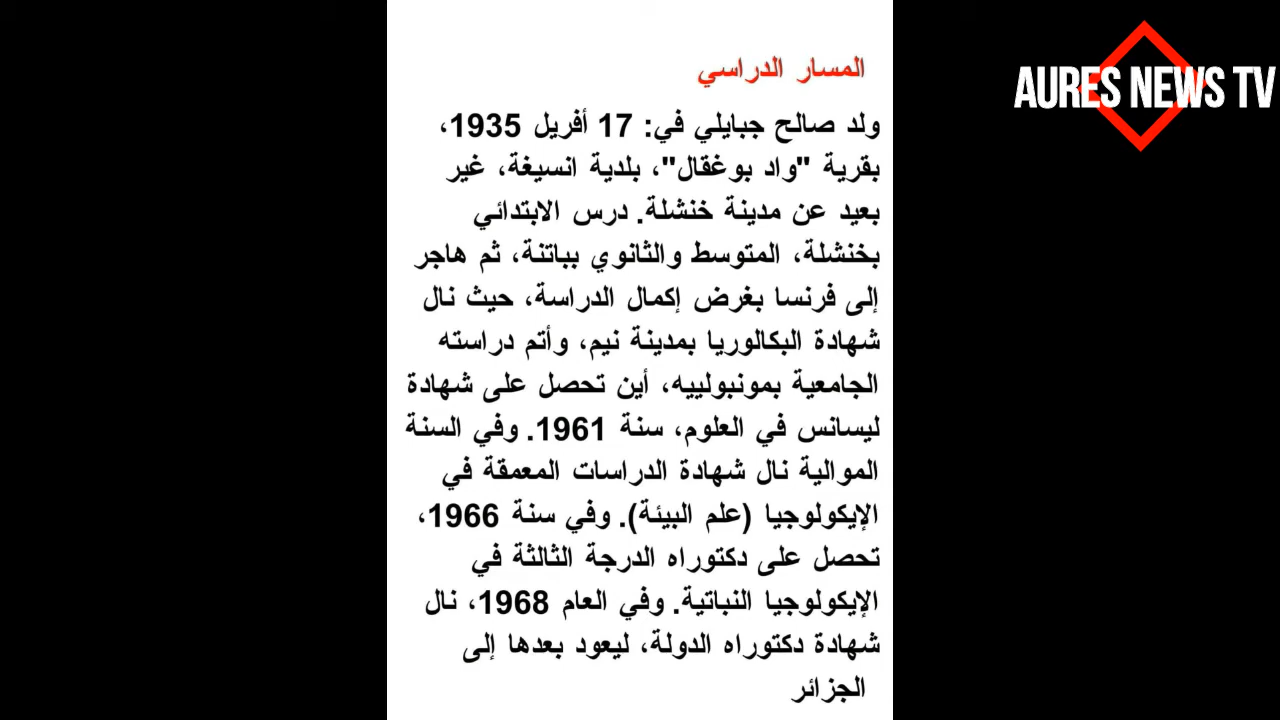 المسار الدراسي
AURES NEWS TV
ولد صالح جبايلي في: 17 أفريل 1935،
بقرية "واد بوغقال"، بلدية انسيغة، غير
بعيد عن مدينة خنشلة. درس الابتدائي
بخنشلة، المتوسط والثانوي بباتنة، ثم هاجر
إلى فرنسا بغرض إكمال الدراسة، حيث نال
شهادة البكالوريا بمدينة نيم، وأتم دراسته
الجامعية بمونبولييه، أين تحصل على شهادة
ليسانس في العلوم، سنة 1961. وفي السنة
الموالية نال شهادة الدراسات المعمقة في
الإيكولوجيا (علم البيئة). وفي سنة 1966،
تحصل على دكتوراه الدرجة الثالثة في
الإيكولوجيا النباتية. وفي العام 1968، نال
شهادة دكتوراه الدولة، ليعود بعدها إلى
الجزائر